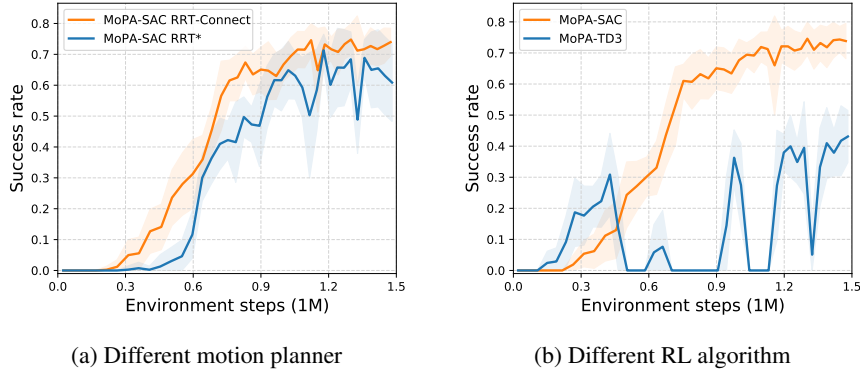 MoPA-SAC RRT-Connect
MoPA-SAC RRT*
Success rate
0.8
0.7
0.6
0.5
0.4
0.3
0.2
0.1
0.0
0.0 0.3 0.6 0.9 1.2 1.5
Environment steps (1M)
(a) Different motion planner
MoPA-SAC
MoPA-TD3
Success rate
0.8
0.7
0.6
0.5
0.4
0.3
0.2
0.1
0.0
0.0 0.3 0.6 0.9 1.2 1.5
Environment steps (1M)
(b) Different RL algorithm